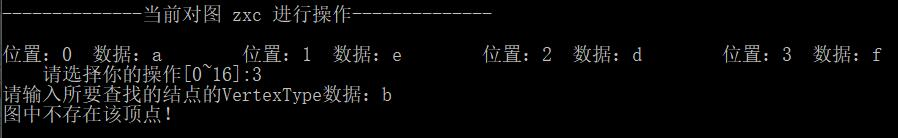 --------------当前对图 zxc 进行操作--------------
位置：0 数据：a 位置：1 数据：e 位置：2 数据：d 位置：3 数据：f
请选择你的操作[0~16]:3
请输入所要查找的结点的VertexType数据：b
图中不存在该顶点！